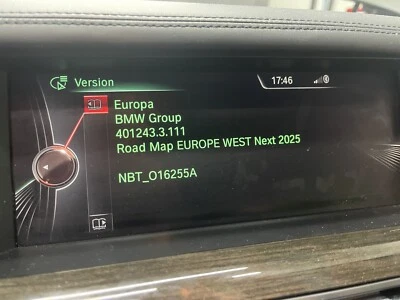 Version
17:46
Europa
BMW Group
401243.3.111
Road Map EUROPE WEST Next 2025
NBT_O16255A